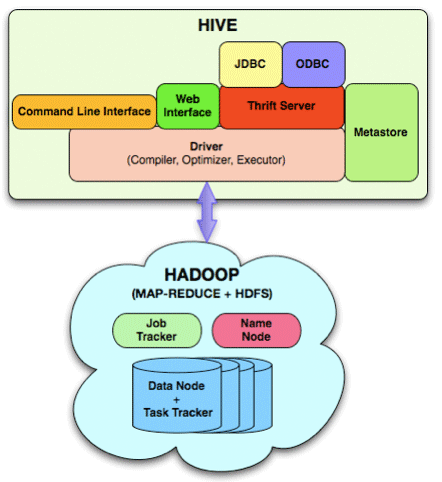 HIVE
JDBC
ODBC
Command Line Interface
Web
Interface
Thrift Server
Metastore
Driver
(Compiler, Optimizer, Executor)
HADOOP
(MAP-REDUCE + HDFS)
Job
Tracker
Name
Node
Data Node
+
Task Tracker